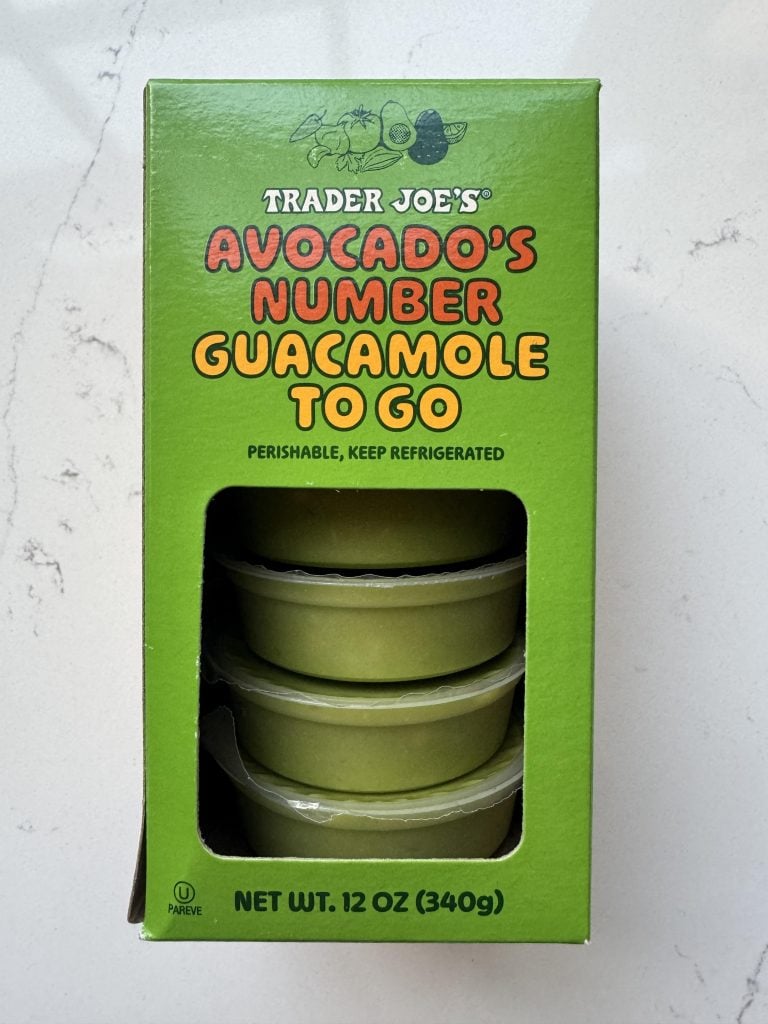 TRADER JOE'S®
AVOCADO'S
NUMBER
GUACAMOLE
TO GO
PERISHABLE, KEEP REFRIGERATED
U
PAREVE
NET WT. 12 OZ (340g)